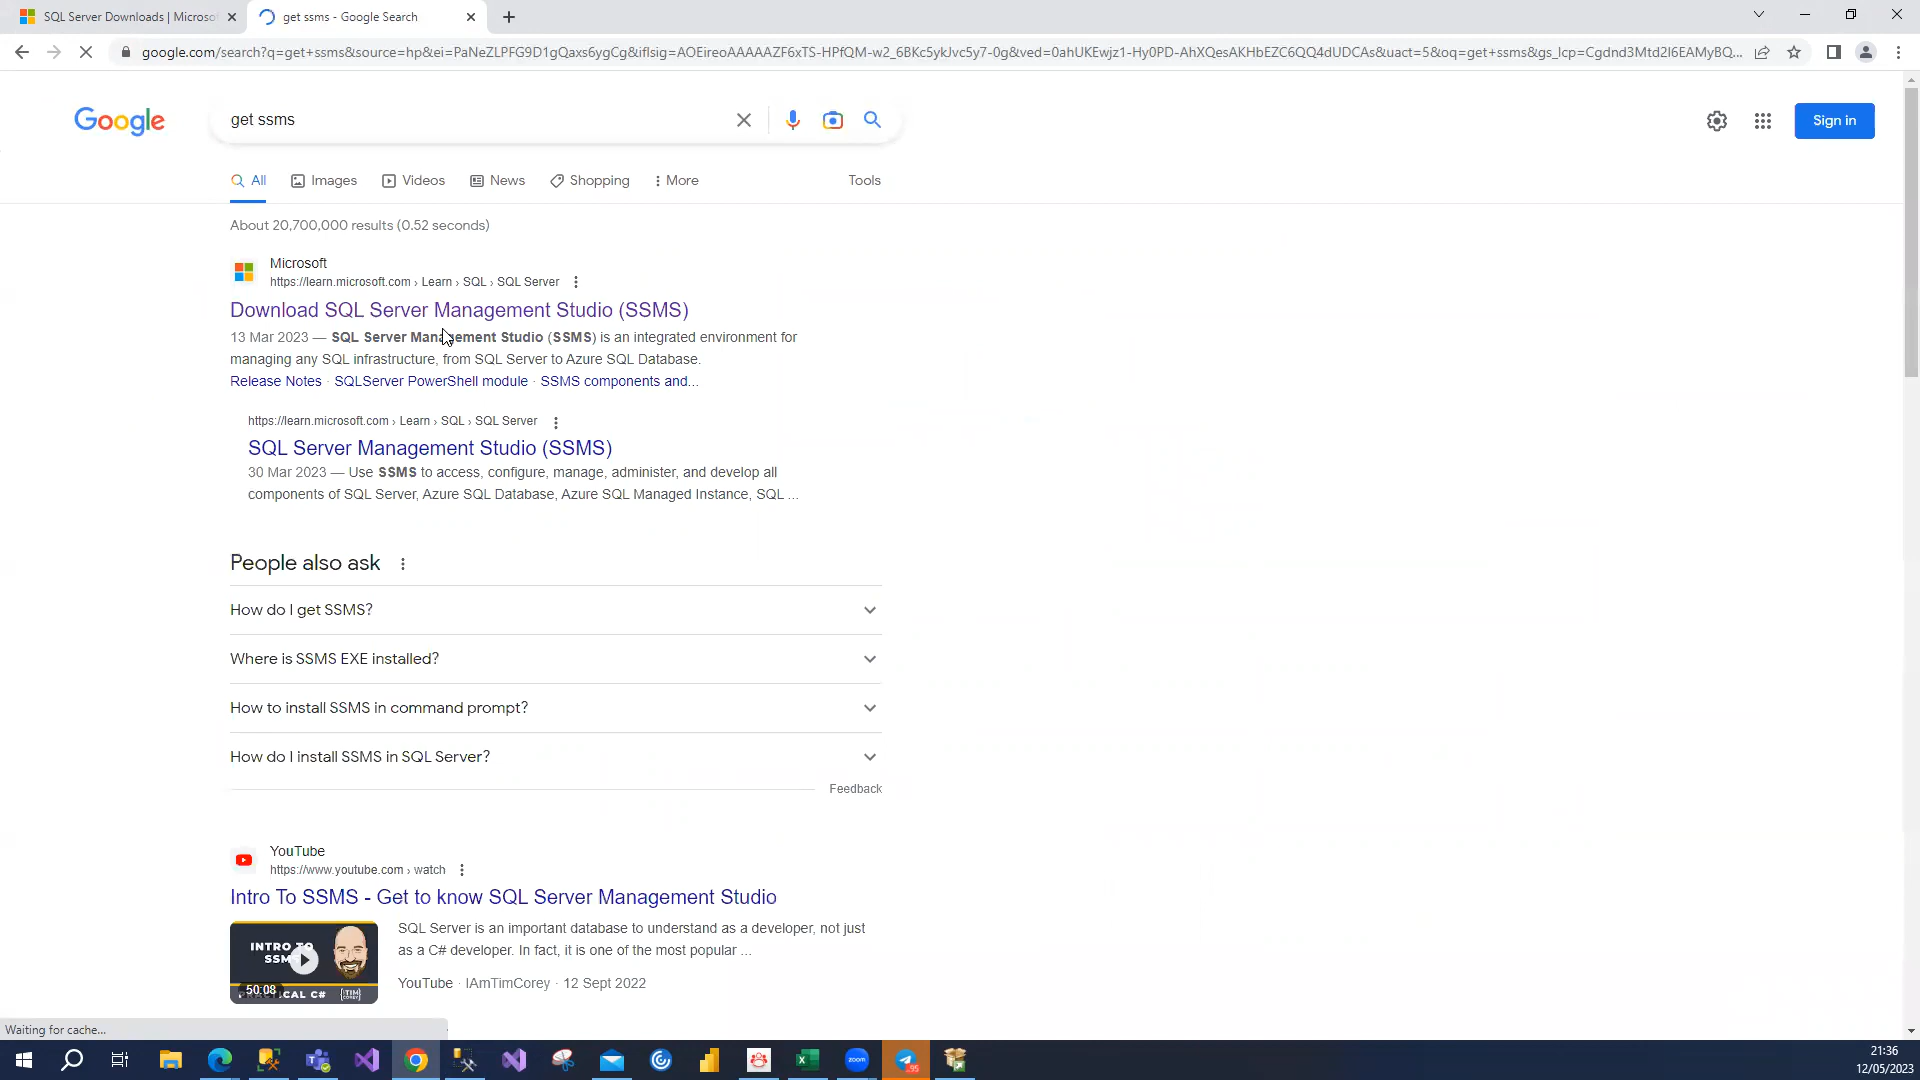 SQL Server Downloads | Microso
get ssms - Google Search
google.com/search?q=get+ssms&source=hp&ei=PaNeZLPFG9D1gQaxs6ygCg&iflsig=AOEireoAAAAAZF6xTS-HPfQM-w2_6BKc5ykJvc5y7-0g&ved=0ahUKEwjz1-Hy0PD-AhXQesAKHbEZC6QQ4dUDCAs&uact=5&oq=get+ssms&gs_lcp=Cgdnd3Mtd2l6EAMyBQ...
Google
get ssms
Sign in
All
Images
Videos
News
Shopping
More
Tools
About 20,700,000 results (0.52 seconds)
Microsoft
https://learn.microsoft.com › Learn › SQL › SQL Server
Download SQL Server Management Studio (SSMS)
13 Mar 2023 — SQL Server Management Studio (SSMS) is an integrated environment for
managing any SQL infrastructure, from SQL Server to Azure SQL Database.
Release Notes · SQLServer PowerShell module · SSMS components and...
https://learn.microsoft.com › Learn › SQL › SQL Server
SQL Server Management Studio (SSMS)
30 Mar 2023 — Use SSMS to access, configure, manage, administer, and develop all
components of SQL Server, Azure SQL Database, Azure SQL Managed Instance, SQL ...
People also ask
How do I get SSMS?
Where is SSMS EXE installed?
How to install SSMS in command prompt?
How do I install SSMS in SQL Server?
Feedback
YouTube
https://www.youtube.com › watch
Intro To SSMS - Get to know SQL Server Management Studio
INTRO TO
SSMS
50:08
CAL C#
SQL Server is an important database to understand as a developer, not just
as a C# developer. In fact, it is one of the most popular ...
YouTube · IAmTimCorey · 12 Sept 2022
Waiting for cache...
zoom
95
21:36
12/05/2023